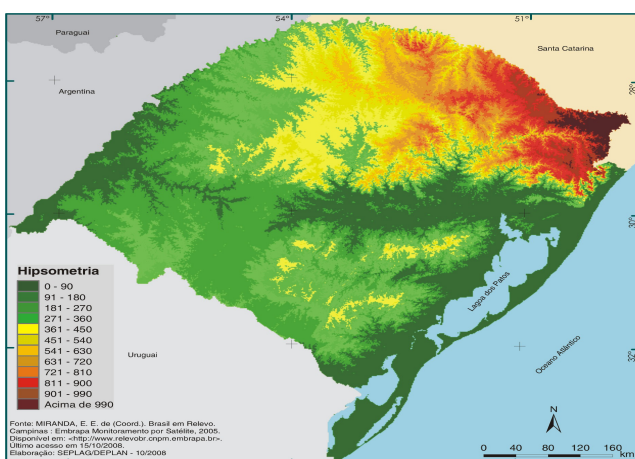 57°
54°
51°
Paraguai
Santa Catarina
Argentina
28°
30°
Lagoa dos Patos
Oceano Atlântico
Uruguai
32°
Hipsometria
0 - 90
91 - 180
181 - 270
271 - 360
361 - 450
451 - 540
541 - 630
631 - 720
721 - 810
811 - 900
901 - 990
Acima de 990
Fonte: MIRANDA, E. E. de (Coord.). Brasil em Relevo.
Campinas : Embrapa Monitoramento por Satélite, 2005.
Disponível em: <http://www.relevobr.cnpm.embrapa.br>.
Último acesso em 15/10/2008.
Elaboração: SEPLAG/DEPLAN - 10/2008
N
0 40 80 120 160
km